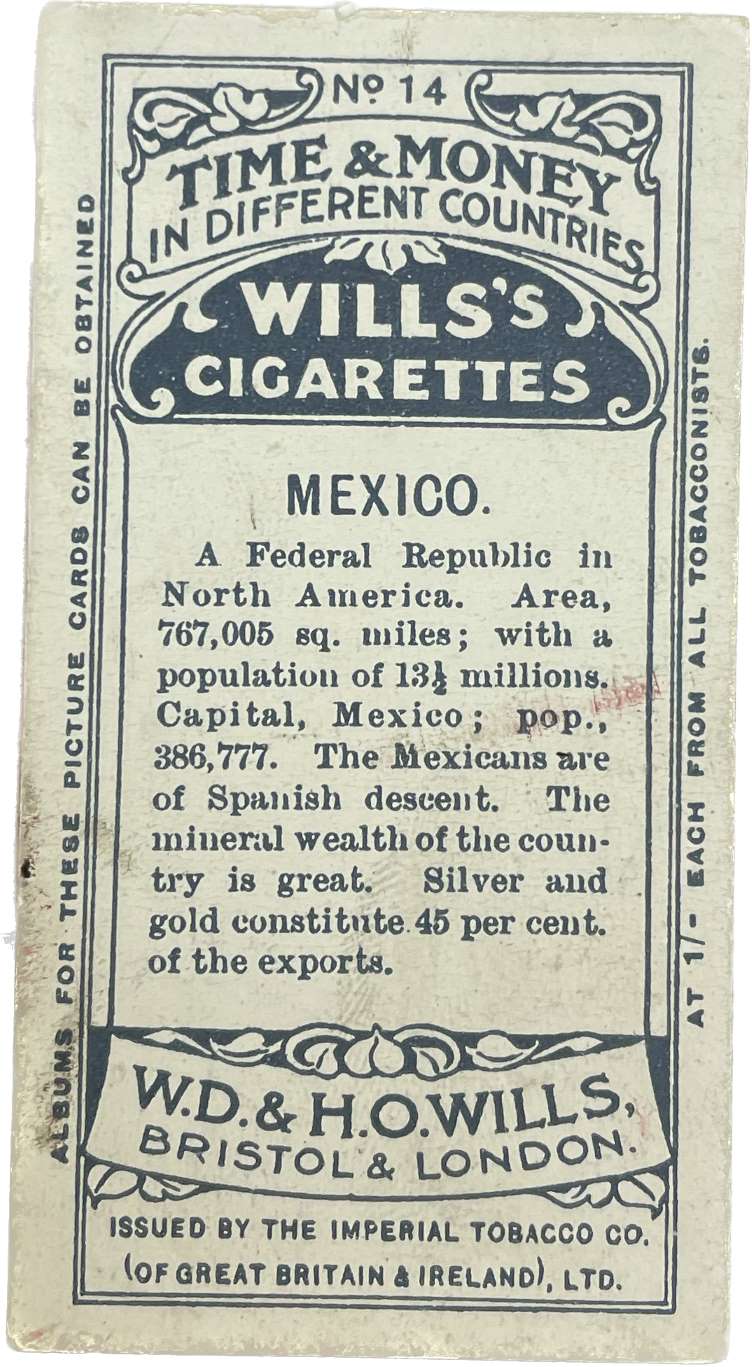 Nº 14
TIME & MONEY
IN DIFFERENT COUNTRIES
WILLS'S
CIGARETTES
MEXICO.
A Federal Republic in
North America. Area,
767,005 sq. miles; with a
population of 13½ millions.
Capital, Mexico; pop.,
386,777. The Mexicans are
of Spanish descent. The
mineral wealth of the coun-
try is great. Silver and
gold constitute 45 per cent.
of the exports.
W.D. & H.O. WILLS,
BRISTOL & LONDON.
ISSUED BY THE IMPERIAL TOBACCO CO.
(OF GREAT BRITAIN & IRELAND), LTD.
ALBUMS FOR THESE PICTURE CARDS CAN BE OBTAINED
AT 1/- EACH FROM ALL TOBACCONISTS.